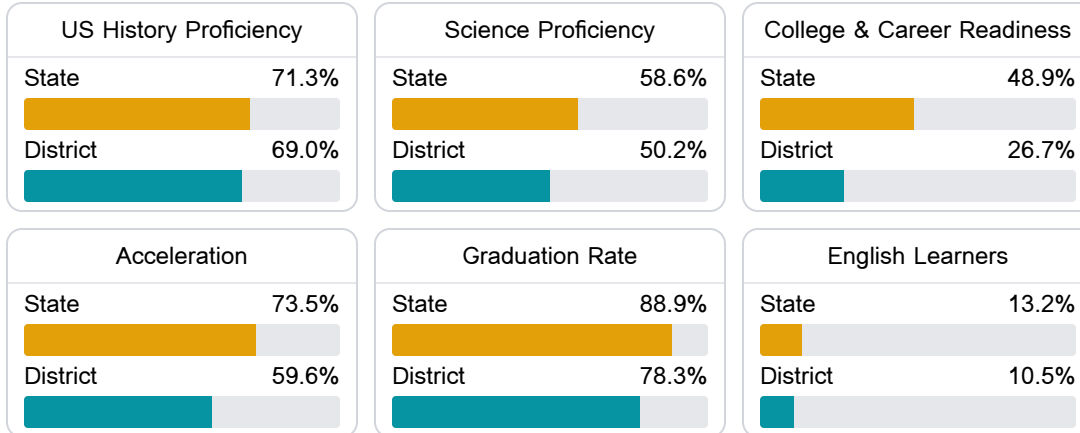 US History Proficiency
State 71.3%
District 69.0%
Science Proficiency
State 58.6%
District 50.2%
College & Career Readiness
State 48.9%
District 26.7%
Acceleration
State 73.5%
District 59.6%
Graduation Rate
State 88.9%
District 78.3%
English Learners
State 13.2%
District 10.5%